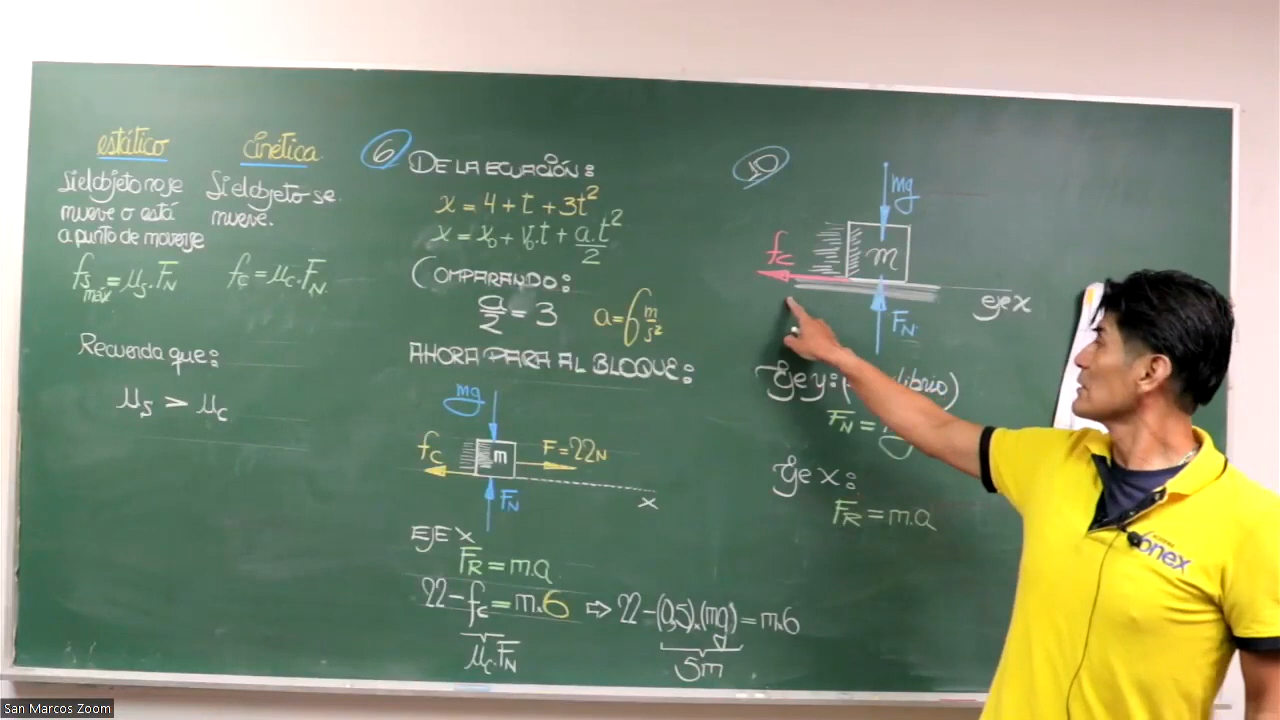 estático
Si el objeto no se
mueve o está
a punto de moverse
fs máx = μs.FN
cinética
Si el objeto se
mueve.
fc = μc.FN
Recuerda que:
μs > μc
6
DE LA ECUACIÓN:
x = 4 + t + 3t²
x = x₀ + V₀.t + a.t²/2
COMPARANDO:
a/2 = 3
a = 6 m/s²
AHORA PARA AL BLOQUE:
mg
fc
m
F = 22N
FN
x
EJE X
FR = m.a
22 - fc = m.6 ⇒ 22 - (0,5).(mg) = m.6
μc.FN
5m
10
mg
fc
m
eje x
FN
Eje y: (
librio)
FN =
Eje x:
FR = m.a
onex
San Marcos Zoom